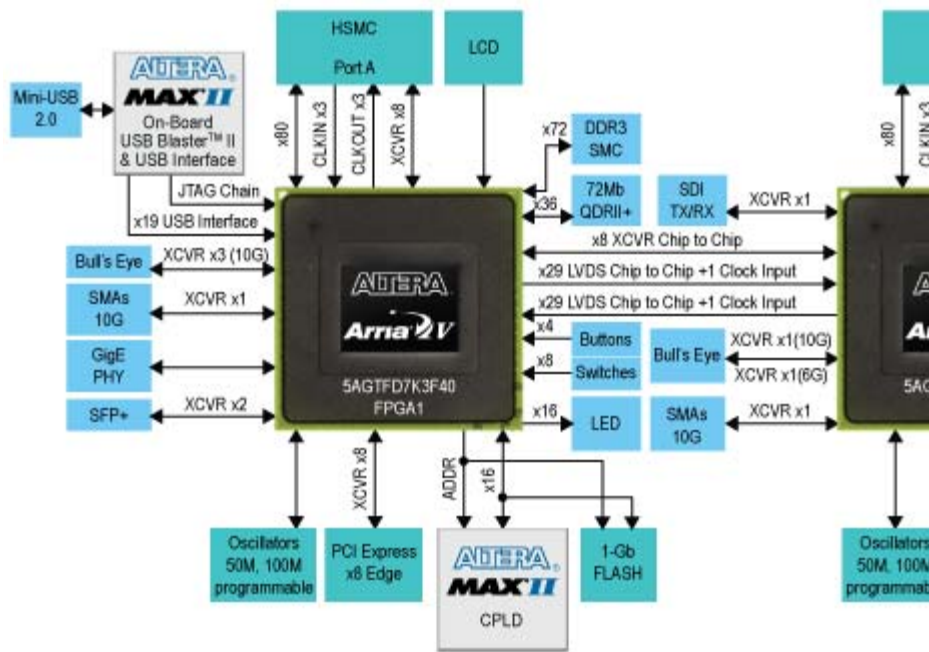 HSMC
Port A
LCD
ALTERA®
MAX® II
On-Board
USB Blaster™ II
& USB Interface
Mini-USB
2.0
x80
CLKIN x3
CLKOUT x3
XCVR x8
x80
CLKIN x3
JTAG Chain
x19 USB Interface
x72
DDR3
SMC
x36
72Mb
QDRII+
SDI
TX/RX
XCVR x1
x8 XCVR Chip to Chip
x29 LVDS Chip to Chip +1 Clock Input
x29 LVDS Chip to Chip +1 Clock Input
Bull's Eye
XCVR x3 (10G)
SMAs
10G
XCVR x1
GigE
PHY
SFP+
XCVR x2
ALTERA
Arria V
5AGTFD7K3F40
FPGA1
x4
Buttons
x8
Switches
x16
LED
Bull's Eye
XCVR x1(10G)
XCVR x1(6G)
SMAs
10G
XCVR x1
A
Ar
5AG
XCVR x8
ADDR
x16
Oscillators
50M, 100M
programmable
PCI Express
x8 Edge
ALTERA®
MAX® II
CPLD
1-Gb
FLASH
Oscillators
50M, 100M
programmab